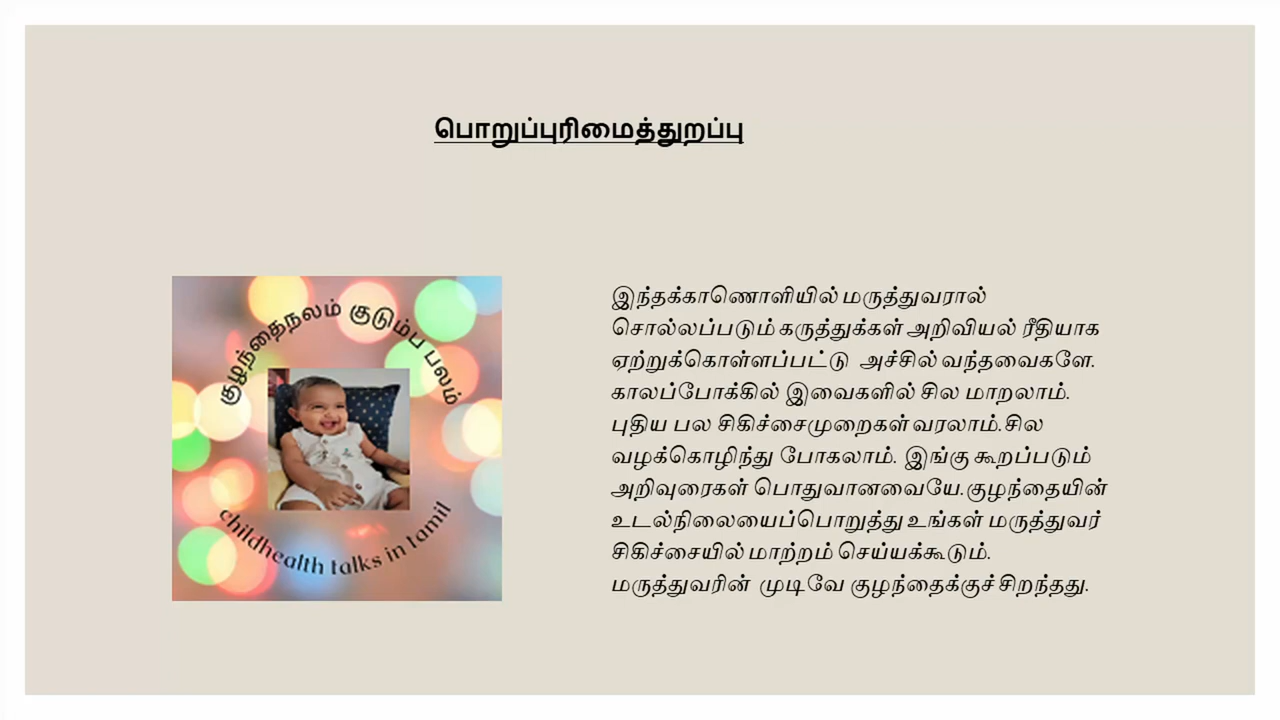 பொறுப்புரிமைத்துறப்பு
குழந்தைநலம் குடும்ப பலம்
childhealth talks in tamil
இந்தக்காணொளியில் மருத்துவரால்
சொல்லப்படும் கருத்துக்கள் அறிவியல் ரீதியாக
ஏற்றுக்கொள்ளப்பட்டு அச்சில் வந்தவைகளே.
காலப்போக்கில் இவைகளில் சில மாறலாம்.
புதிய பல சிகிச்சைமுறைகள் வரலாம். சில
வழக்கொழிந்து போகலாம். இங்கு கூறப்படும்
அறிவுரைகள் பொதுவானவையே. குழந்தையின்
உடல்நிலையைப்பொறுத்து உங்கள் மருத்துவர்
சிகிச்சையில் மாற்றம் செய்யக்கூடும்.
மருத்துவரின் முடிவே குழந்தைக்குச் சிறந்தது.